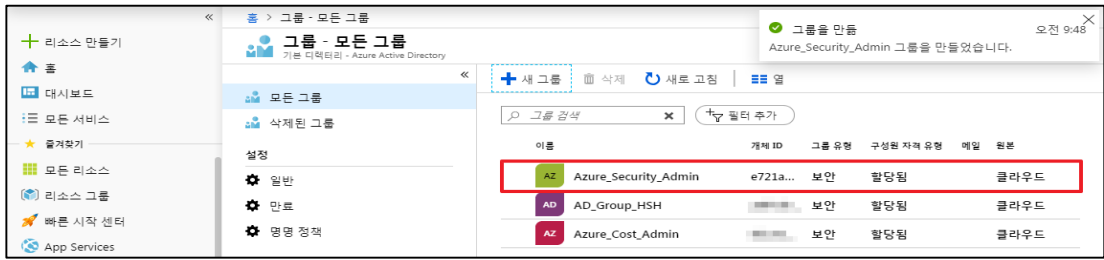 «
홈 > 그룹 - 모든 그룹
그룹을 만듦 오전 9:48
Azure_Security_Admin 그룹을 만들었습니다.
리소스 만들기
홈
대시보드
모든 서비스
즐겨찾기
모든 리소스
리소스 그룹
빠른 시작 센터
App Services
그룹 - 모든 그룹
기본 디렉터리 - Azure Active Directory
«
모든 그룹
삭제된 그룹
설정
일반
만료
명명 정책
새 그룹 삭제 새로 고침 열
그룹 검색 필터 추가
이름 개체 ID 그룹 유형 구성원 자격 유형 메일 원본
AZ Azure_Security_Admin e721a... 보안 할당됨 클라우드
AD AD_Group_HSH 보안 할당됨 클라우드
AZ Azure_Cost_Admin 보안 할당됨 클라우드